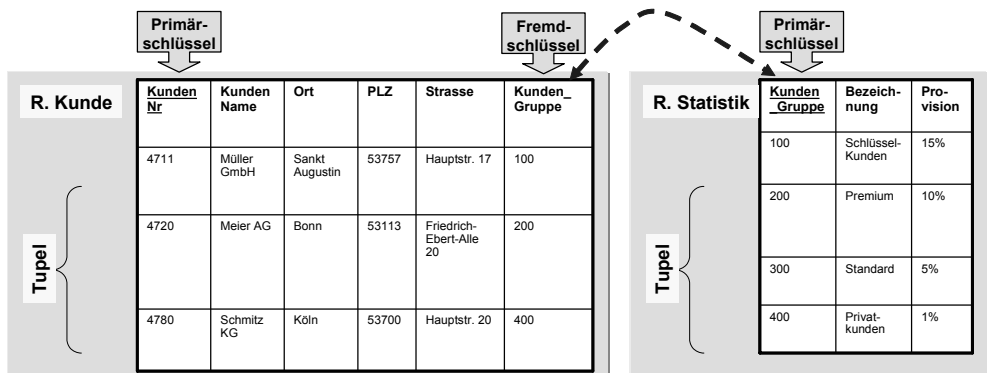 Primär-
schlüssel
Fremd-
schlüssel
Primär-
schlüssel
R. Kunde
Kunden
Nr
Kunden
Name
Ort
PLZ
Strasse
Kunden_
Gruppe
4711
Müller
GmbH
Sankt
Augustin
53757
Hauptstr. 17
100
4720
Meier AG
Bonn
53113
Friedrich-
Ebert-Alle
20
200
4780
Schmitz
KG
Köln
53700
Hauptstr. 20
400
Tupel
R. Statistik
Kunden
_Gruppe
Bezeich-
nung
Pro-
vision
100
Schlüssel-
Kunden
15%
200
Premium
10%
300
Standard
5%
400
Privat-
kunden
1%
Tupel